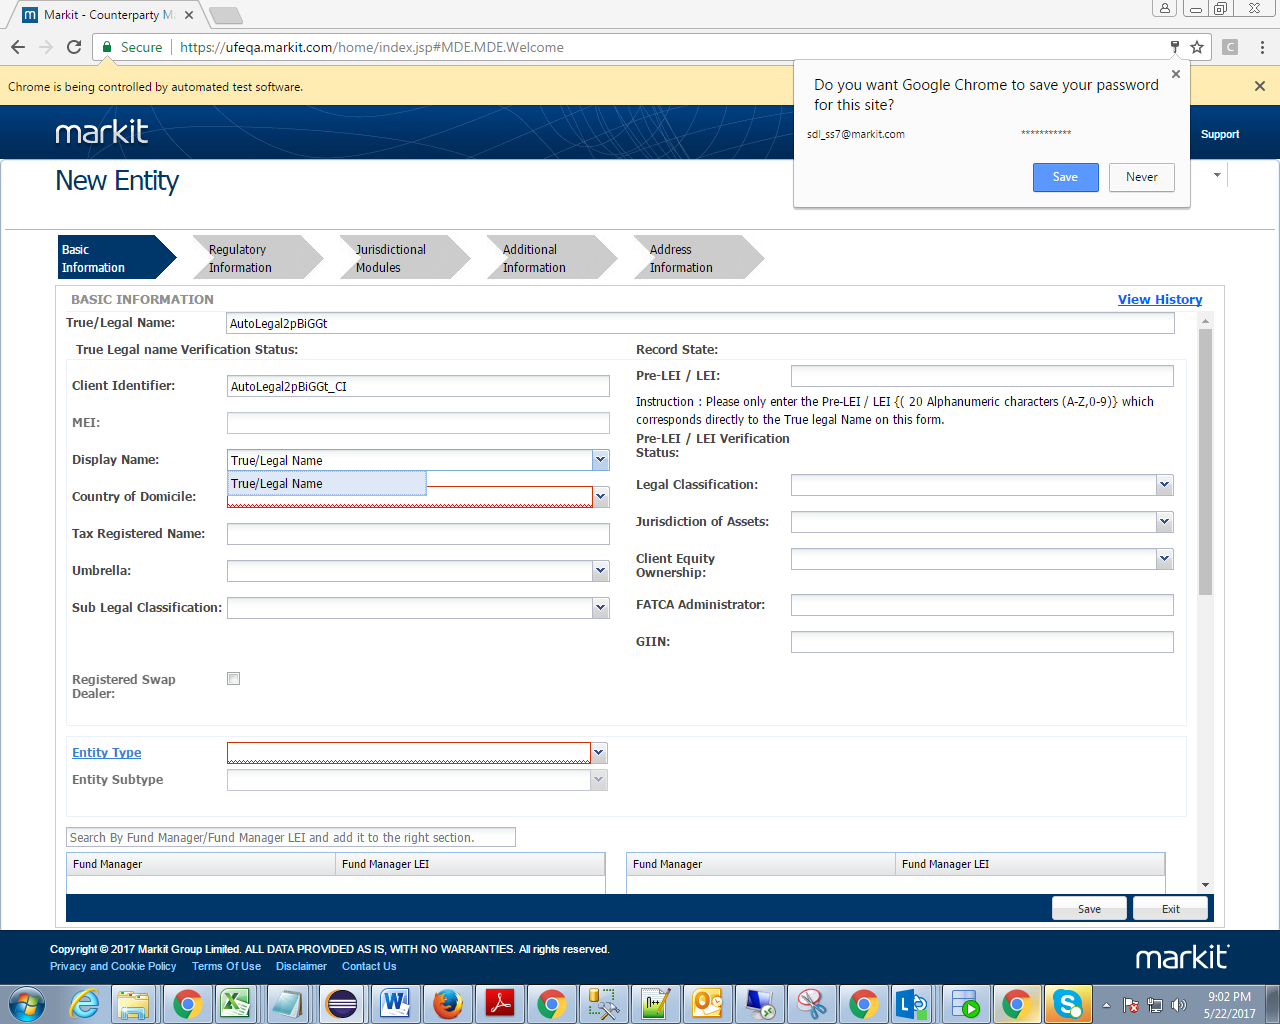 Markit - Counterparty Ma
Secure
https://ufeqa.markit.com/home/index.jsp#MDE.MDE.Welcome
Chrome is being controlled by automated test software.
Do you want Google Chrome to save your password
for this site?
sdl_ss7@markit.com ***********
Save Never
markit
Support
New Entity
Basic
Information
Regulatory
Information
Jurisdictional
Modules
Additional
Information
Address
Information
BASIC INFORMATION
View History
True/Legal Name:
AutoLegal2pBiGGt
True Legal name Verification Status:
Record State:
Client Identifier:
AutoLegal2pBiGGt_CI
Pre-LEI / LEI:
Instruction : Please only enter the Pre-LEI / LEI {( 20 Alphanumeric characters (A-Z,0-9)} which
corresponds directly to the True legal Name on this form.
MEI:
Pre-LEI / LEI Verification
Status:
Display Name:
True/Legal Name
True/Legal Name
Country of Domicile:
Legal Classification:
Tax Registered Name:
Jurisdiction of Assets:
Umbrella:
Client Equity
Ownership:
Sub Legal Classification:
FATCA Administrator:
GIIN:
Registered Swap
Dealer:
Entity Type
Entity Subtype
Search By Fund Manager/Fund Manager LEI and add it to the right section.
Fund Manager Fund Manager LEI
Fund Manager Fund Manager LEI
Save Exit
Copyright © 2017 Markit Group Limited. ALL DATA PROVIDED AS IS, WITH NO WARRANTIES. All rights reserved.
Privacy and Cookie Policy Terms Of Use Disclaimer Contact Us
markit
9:02 PM
5/22/2017